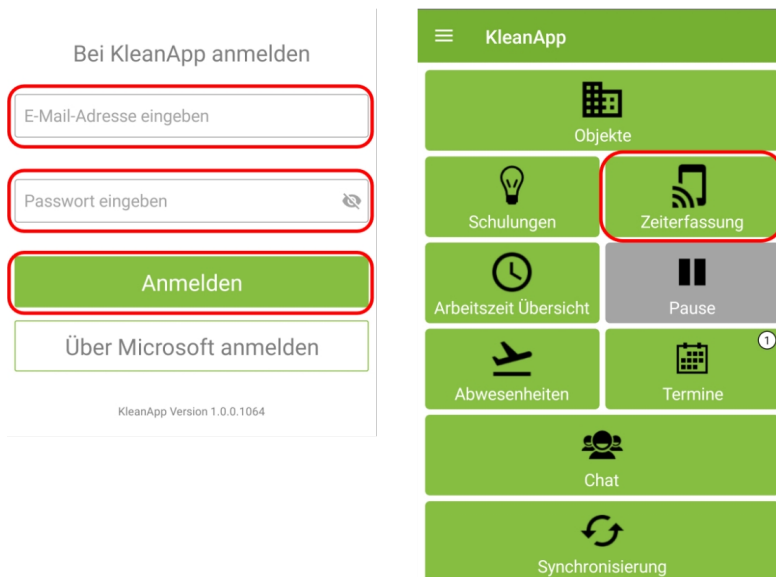 Bei KleanApp anmelden
E-Mail-Adresse eingeben
Passwort eingeben
Anmelden
Über Microsoft anmelden
KleanApp Version 1.0.0.1064
KleanApp
Objekte
Schulungen
Zeiterfassung
Arbeitszeit Übersicht
Pause
1
Abwesenheiten
Termine
Chat
Synchronisierung